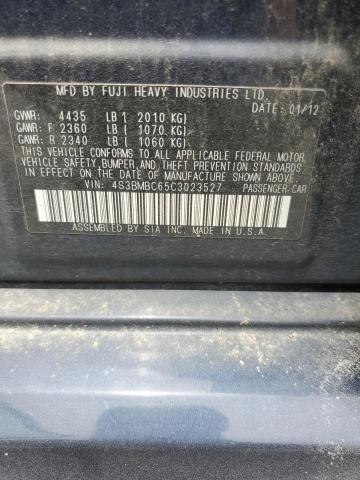 MFD BY FUJI HEAVY INDUSTRIES LTD.
DATE: 01/12
GVWR: 4435 LB [ 2010 KG]
GAWR: F 2360 LB [ 1070 KG]
GAWR: R 2340 LB [ 1060 KG]
THIS VEHICLE CONFORMS TO ALL APPLICABLE FEDERAL MOTOR
VEHICLE SAFETY, BUMPER, AND THEFT PREVENTION STANDARDS
IN EFFECT ON THE DATE OF MANUFACTURE SHOWN ABOVE.
VIN: 4S3BMBC65C3023527 PASSENGER-CAR
ASSEMBLED BY SIA INC. MADE IN U.S.A.